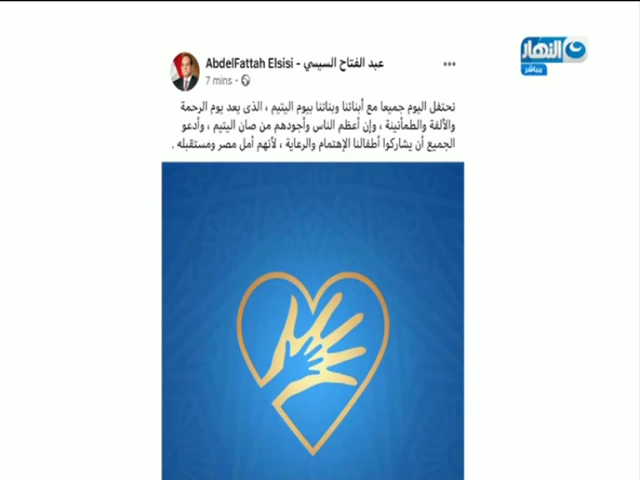 AbdelFattah Elsisi - عبد الفتاح السيسي
7 mins
النهار
مباشر
نحتفل اليوم جميعا مع أبنائنا وبناتنا بيوم اليتيم ، الذى يعد يوم الرحمة
والألفة والطمأنينة ، وإن أعظم الناس وأجودهم من صان اليتيم ، وأدعو
الجميع أن يشاركوا أطفالنا الإهتمام والرعاية ، لأنهم أمل مصر ومستقبله .